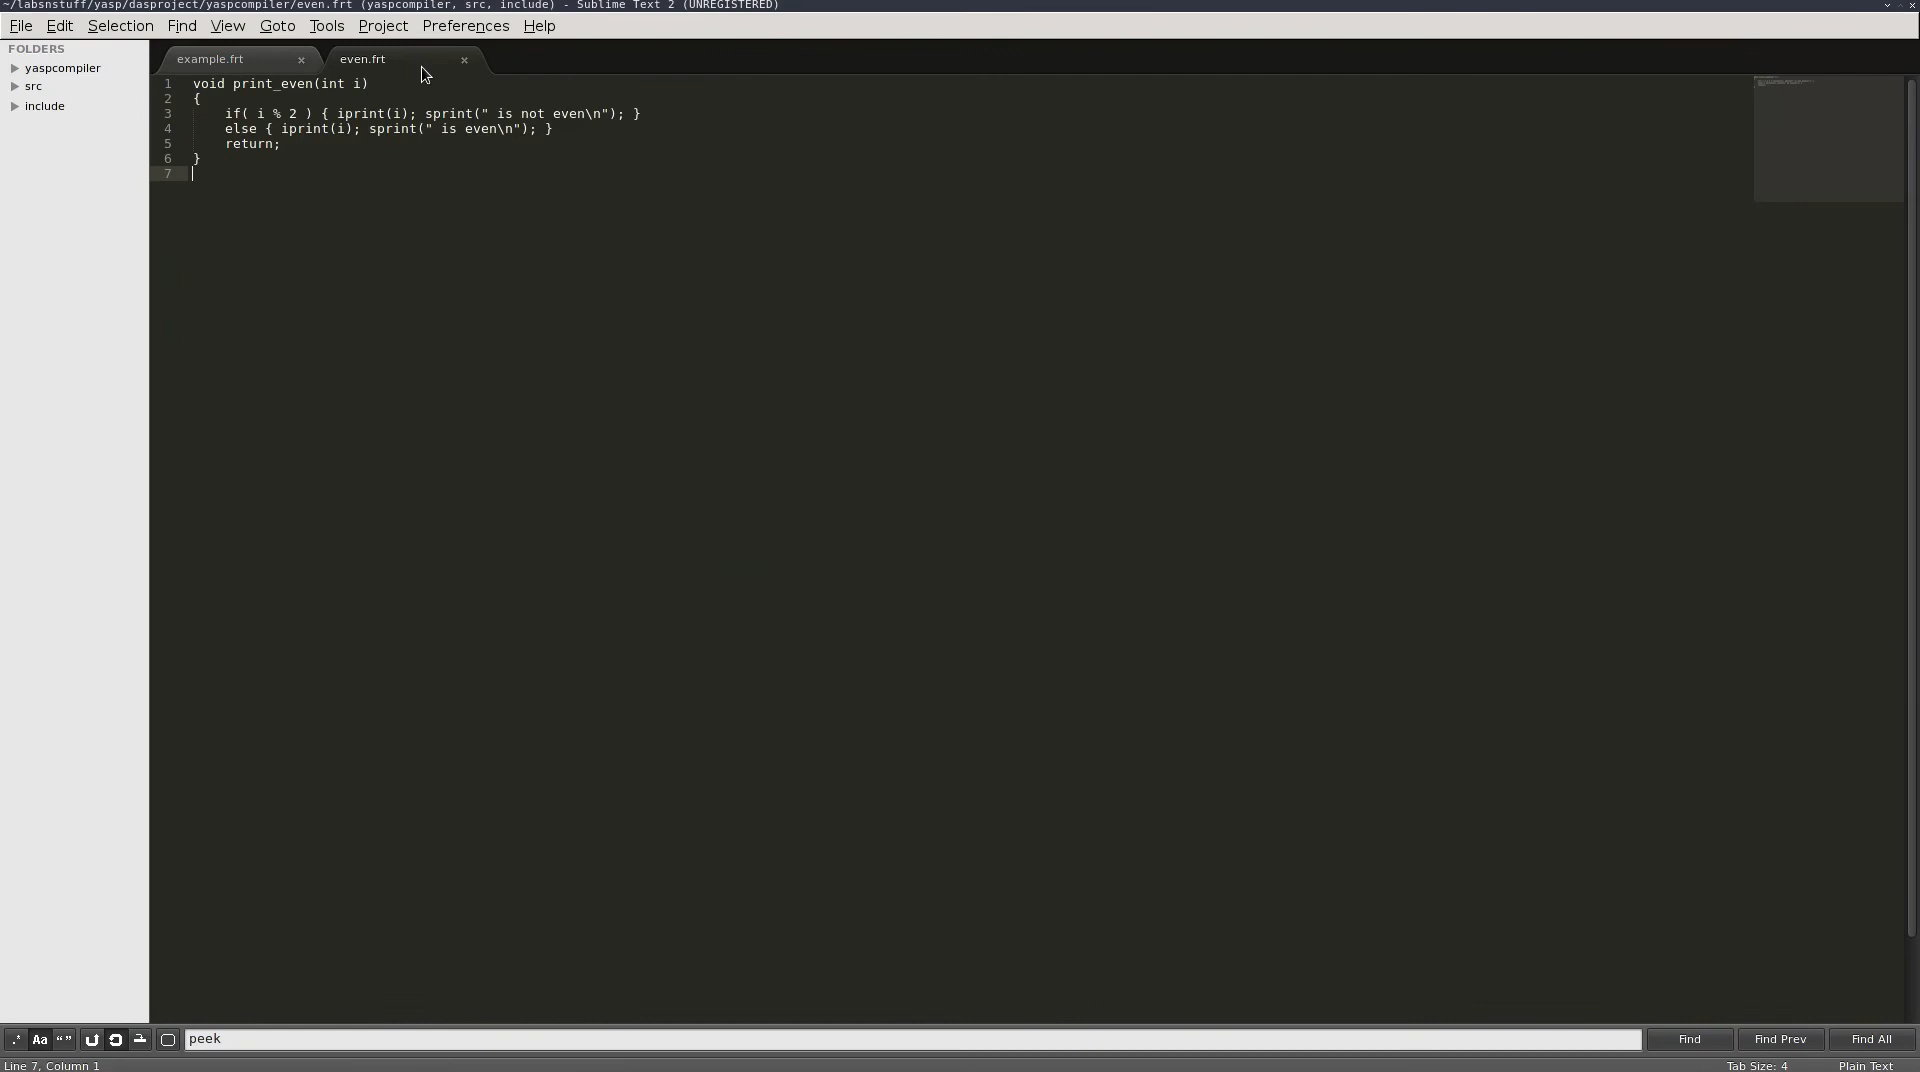 ~/labsnstuff/yasp/dasproject/yaspcompiler/even.frt (yaspcompiler, src, include) - Sublime Text 2 (UNREGISTERED)
File Edit Selection Find View Goto Tools Project Preferences Help
FOLDERS
yaspcompiler
src
include
example.frt × even.frt ×
1 void print_even(int i)
2 {
3     if( i % 2 ) { iprint(i); sprint(" is not even\n"); }
4     else { iprint(i); sprint(" is even\n"); }
5     return;
6 }
7
.* Aa “” peek Find Find Prev Find All
Line 7, Column 1 Tab Size: 4 Plain Text